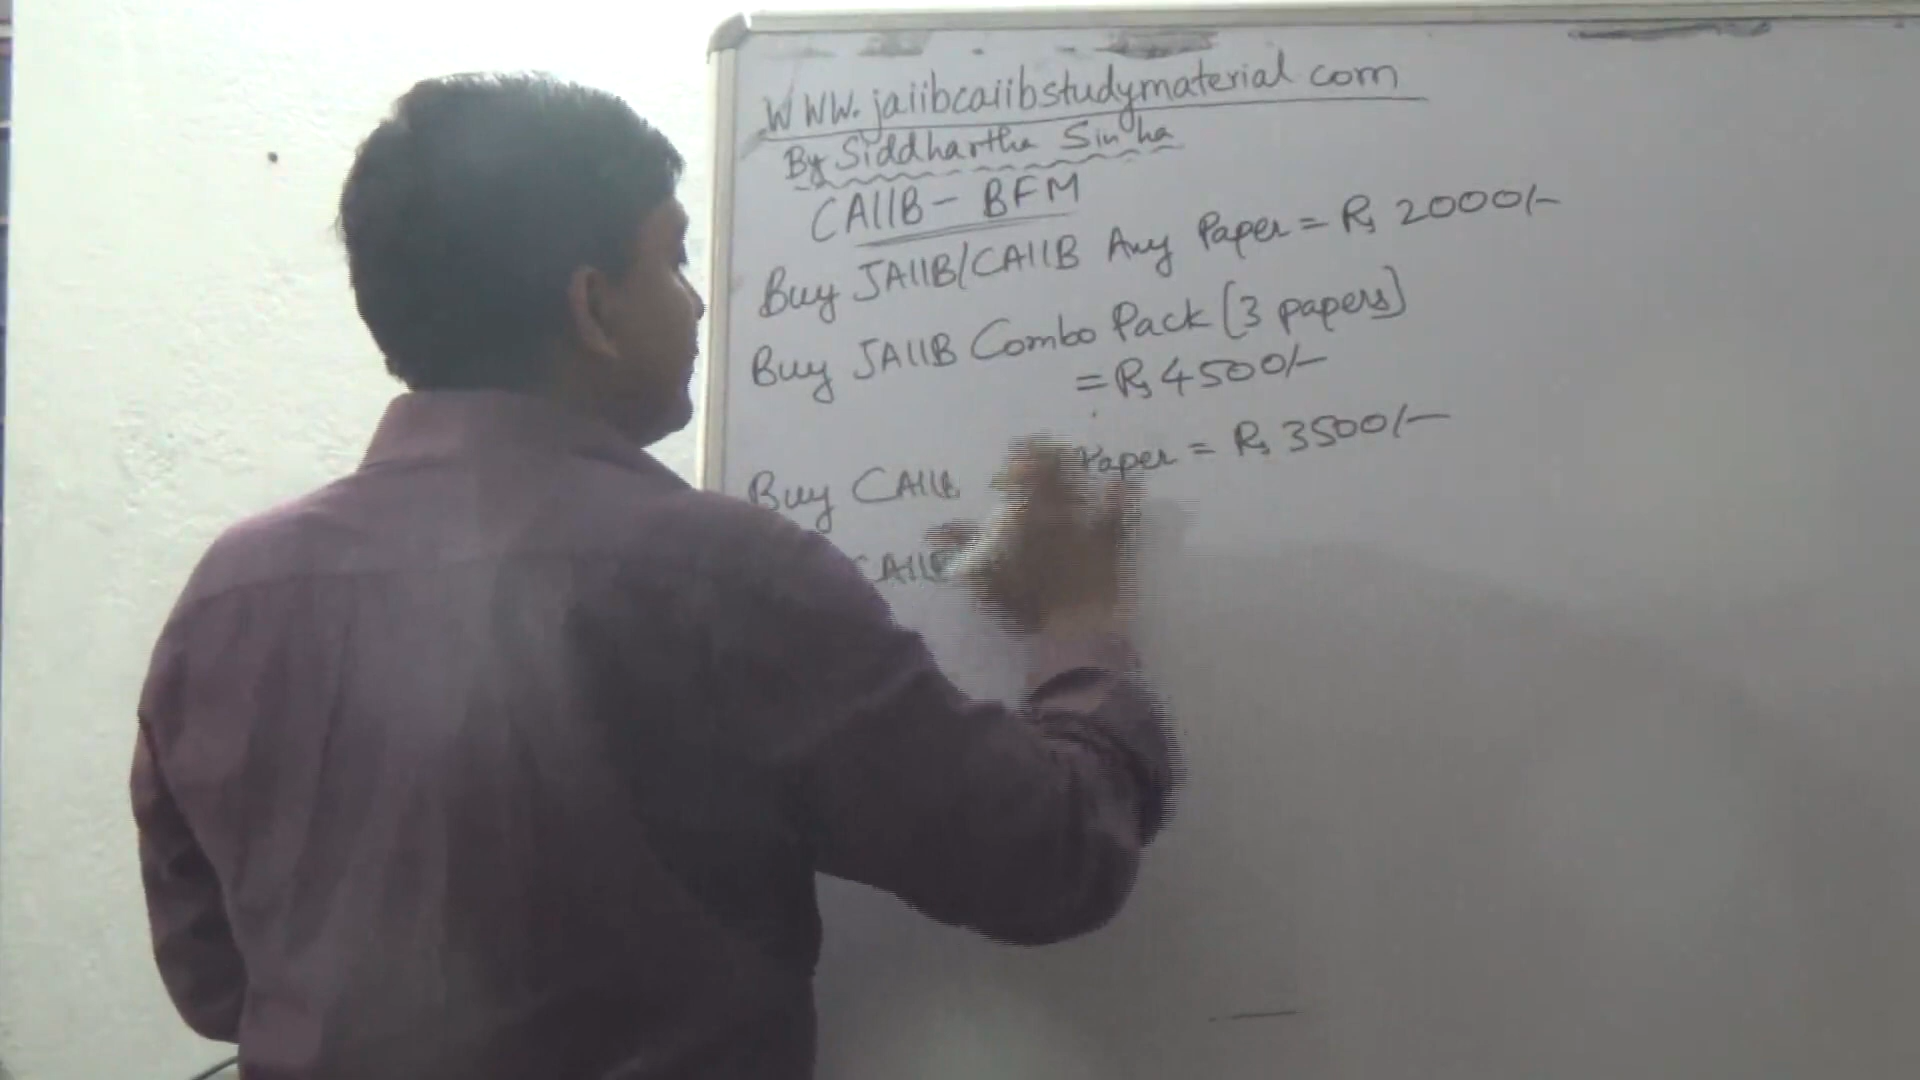 WWW.jaiibcaiibstudymaterial com
By Siddhartha Sinha
CAIIB - BFM
Buy JAIIB/CAIIB Any Paper = Rs 2000/-
Buy JAIIB Combo Pack [3 papers]
= Rs 4500/-
Buy CAIIB Paper = Rs 3500/-
CAIIB